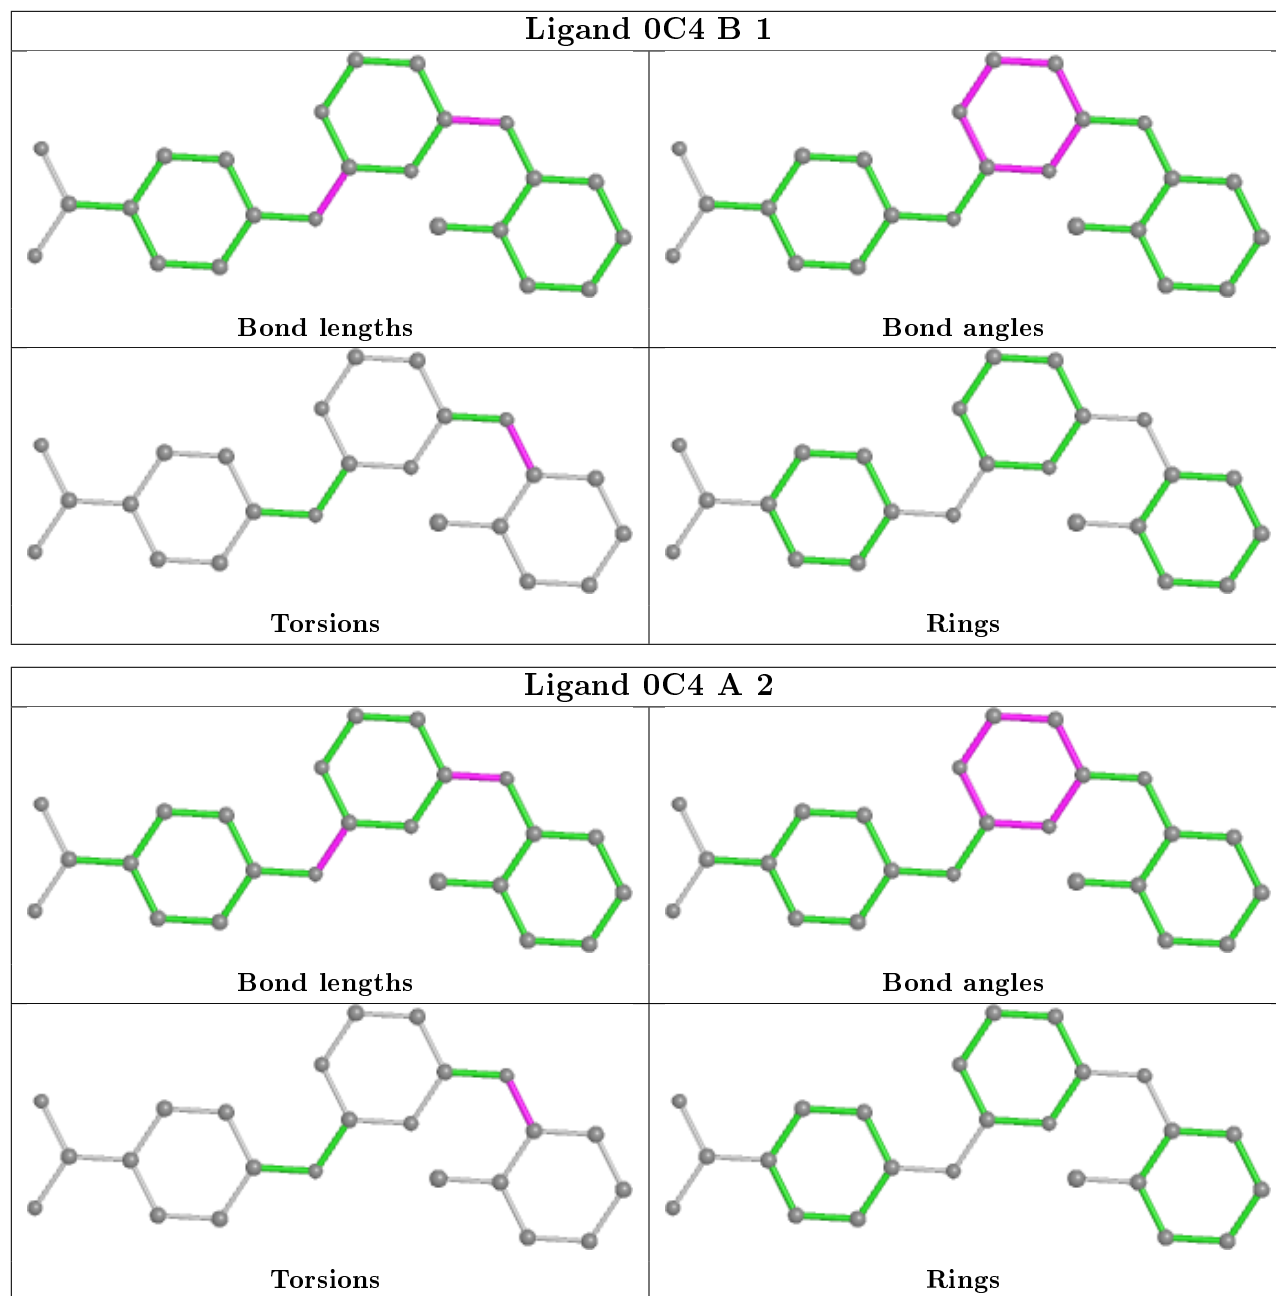 Ligand 0C4 B 1
Bond lengths
Bond angles
Torsions
Rings
Ligand 0C4 A 2
Bond lengths
Bond angles
Torsions
Rings